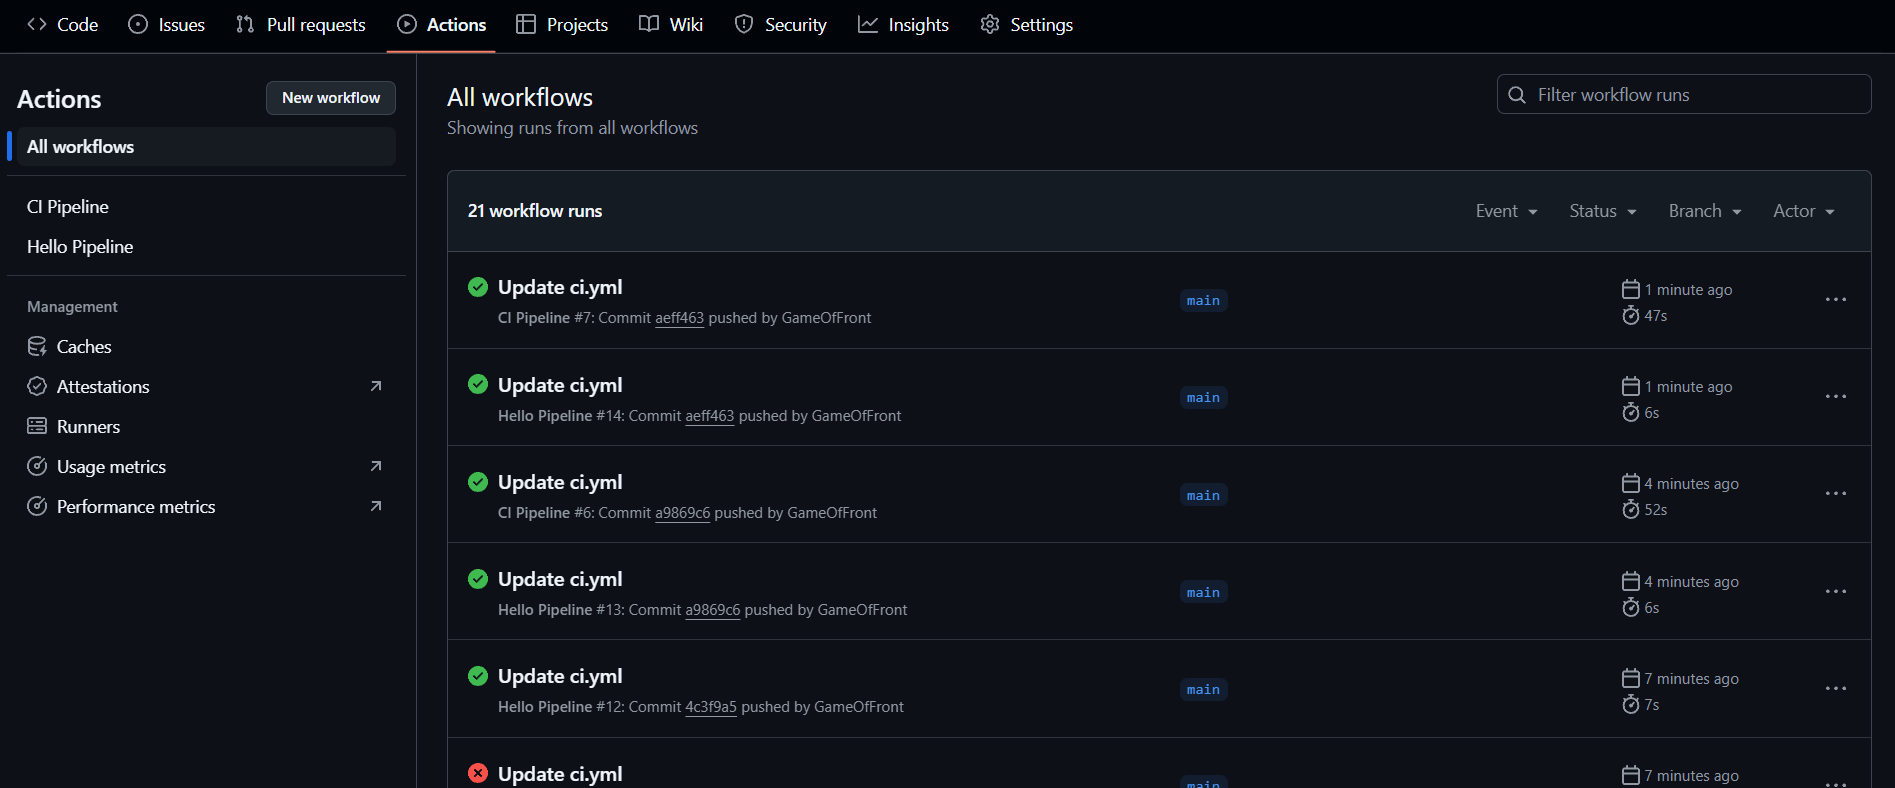 Code Issues Pull requests Actions Projects Wiki Security Insights Settings
Actions
New workflow
All workflows
CI Pipeline
Hello Pipeline
Management
Caches
Attestations
Runners
Usage metrics
Performance metrics
All workflows
Showing runs from all workflows
Filter workflow runs
21 workflow runs
Event Status Branch Actor
Update ci.yml
CI Pipeline #7: Commit aeff463 pushed by GameOfFront
main
1 minute ago
47s
Update ci.yml
Hello Pipeline #14: Commit aeff463 pushed by GameOfFront
main
1 minute ago
6s
Update ci.yml
CI Pipeline #6: Commit a9869c6 pushed by GameOfFront
main
4 minutes ago
52s
Update ci.yml
Hello Pipeline #13: Commit a9869c6 pushed by GameOfFront
main
4 minutes ago
6s
Update ci.yml
Hello Pipeline #12: Commit 4c3f9a5 pushed by GameOfFront
main
7 minutes ago
7s
Update ci.yml
main
7 minutes ago